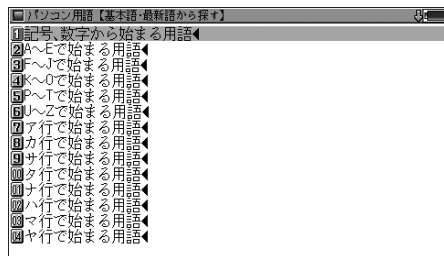 パソコン用語【基本語・最新語から探す】
1記号、数字から始まる用語◀
2A～Eで始まる用語◀
3F～Jで始まる用語◀
4K～Oで始まる用語◀
5P～Tで始まる用語◀
6U～Zで始まる用語◀
7ア行で始まる用語◀
8カ行で始まる用語◀
9サ行で始まる用語◀
10タ行で始まる用語◀
11ナ行で始まる用語◀
12ハ行で始まる用語◀
13マ行で始まる用語◀
14ヤ行で始まる用語◀